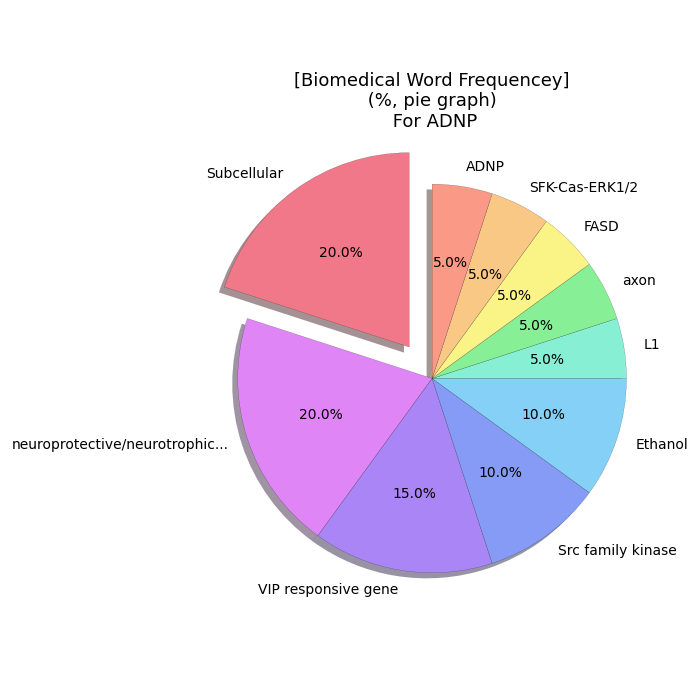 [Biomedical Word Frequencey]
(%, pie graph)
For ADNP
Subcellular
20.0%
ADNP
5.0%
SFK-Cas-ERK1/2
5.0%
FASD
5.0%
axon
5.0%
L1
5.0%
Ethanol
10.0%
Src family kinase
10.0%
VIP responsive gene
15.0%
neuroprotective/neurotrophic...
20.0%